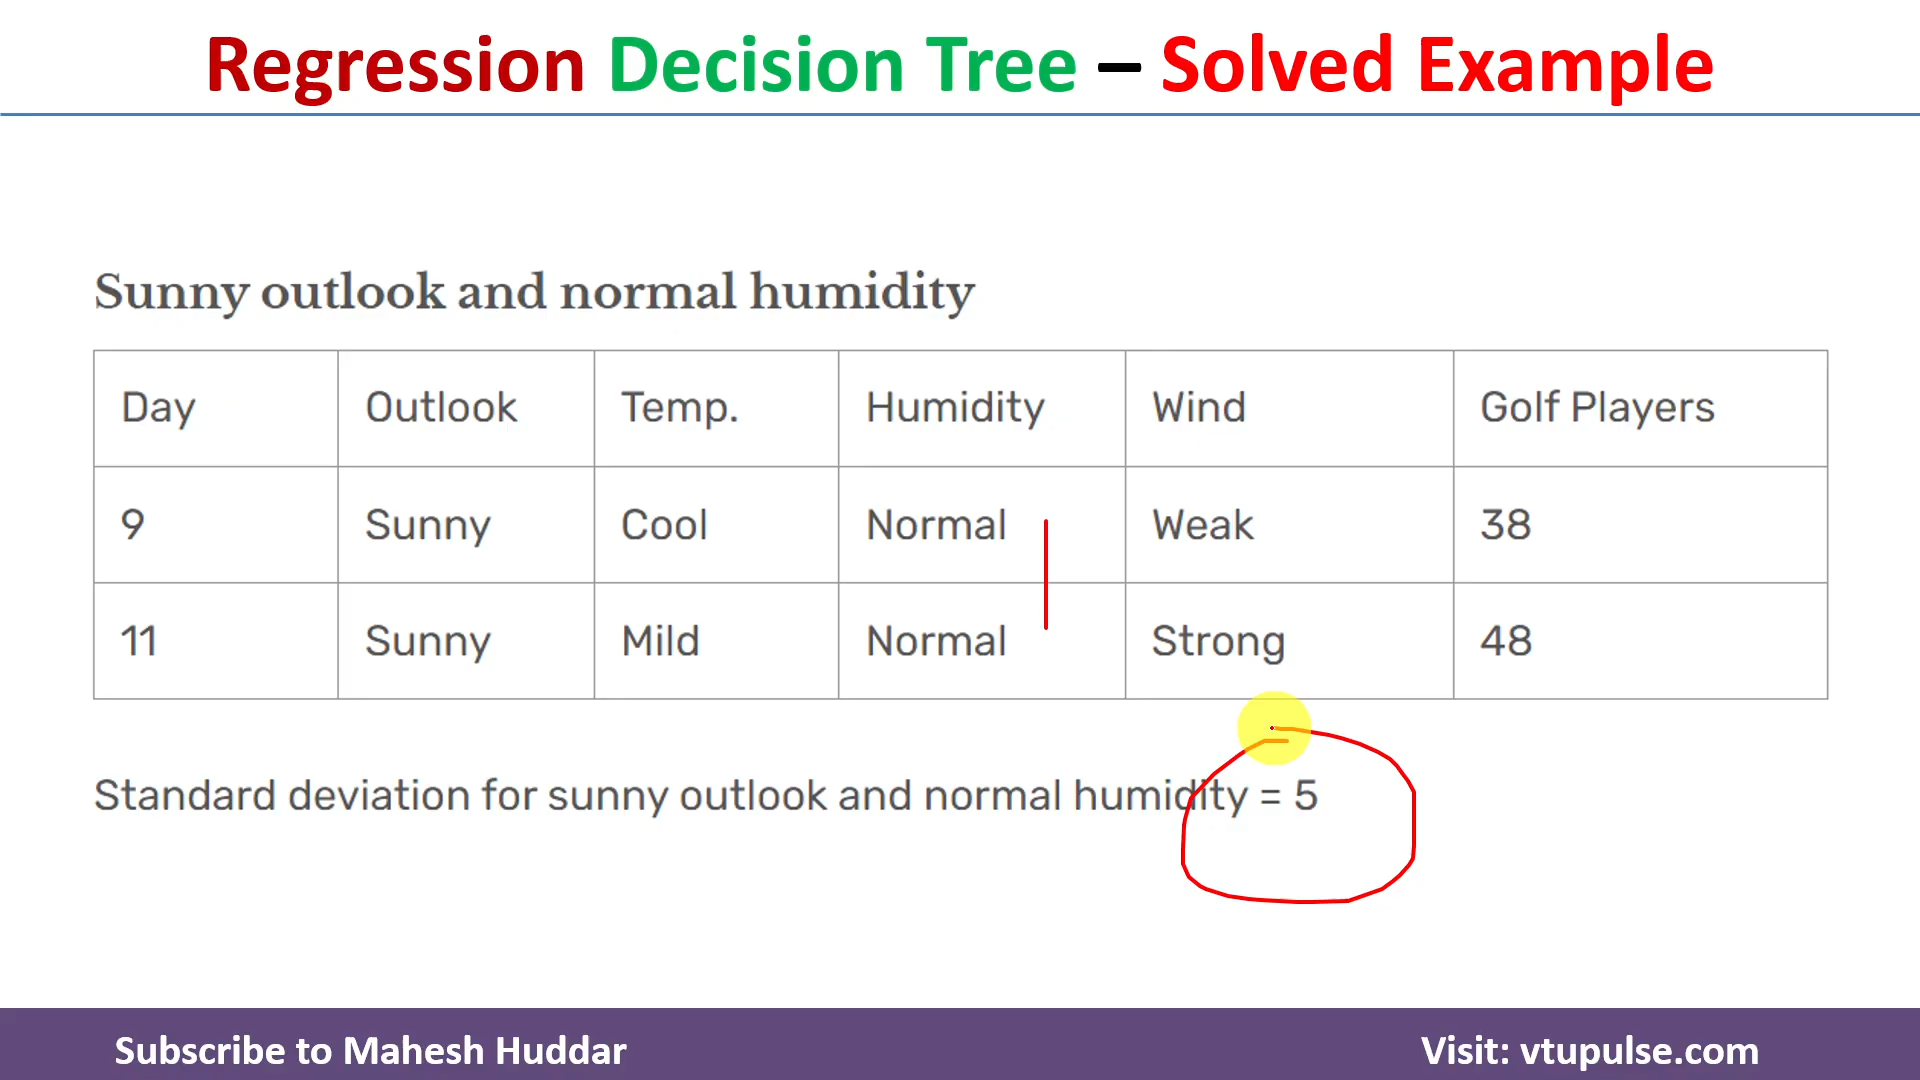 Regression Decision Tree – Solved Example
Sunny outlook and normal humidity
Day Outlook Temp. Humidity Wind Golf Players
9 Sunny Cool Normal Weak 38
11 Sunny Mild Normal Strong 48
Standard deviation for sunny outlook and normal humidity = 5
Subscribe to Mahesh Huddar Visit: vtupulse.com